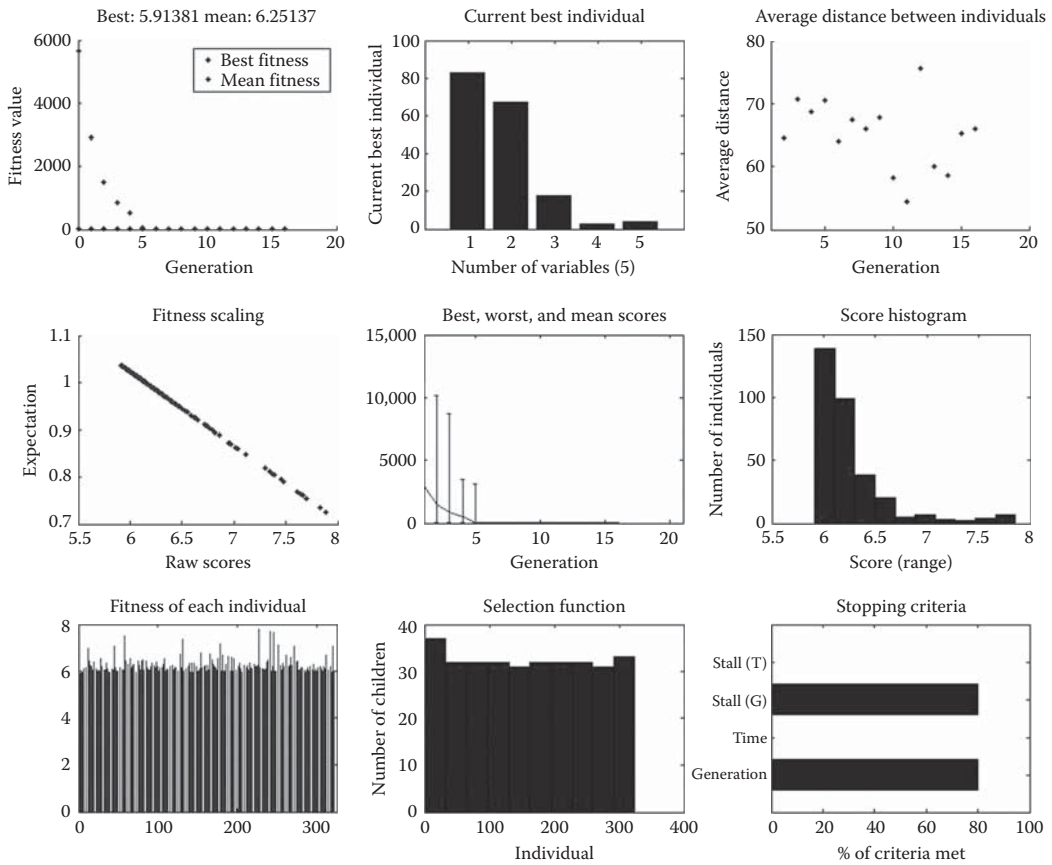 Best: 5.91381 mean: 6.25137
6000
4000
2000
0
Fitness value
Best fitness
Mean fitness
0 5 10 15 20
Generation
Current best individual
100
80
60
40
20
0
Current best individual
1 2 3 4 5
Number of variables (5)
Average distance between individuals
80
70
60
50
Average distance
5 10 15 20
Generation
Fitness scaling
1.1
1
0.9
0.8
0.7
Expectation
5.5 6 6.5 7 7.5 8
Raw scores
Best, worst, and mean scores
15,000
10,000
5000
0
5 10 15 20
Generation
Score histogram
150
100
50
0
Number of individuals
5.5 6 6.5 7 7.5 8
Score (range)
Fitness of each individual
8
6
4
2
0
0 100 200 300
Selection function
40
30
20
10
0
Number of children
0 100 200 300 400
Individual
Stopping criteria
Stall (T)
Stall (G)
Time
Generation
0 20 40 60 80 100
% of criteria met